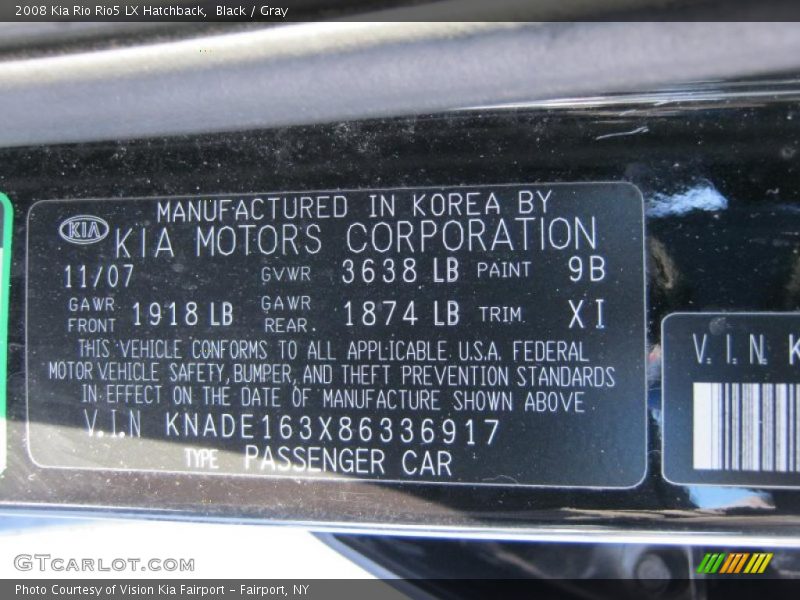 2008 Kia Rio Rio5 LX Hatchback, Black / Gray
MANUFACTURED IN KOREA BY
KIA KIA MOTORS CORPORATION
11/07 GVWR 3638 LB PAINT 9B
GAWR FRONT 1918 LB GAWR REAR. 1874 LB TRIM XI
THIS VEHICLE CONFORMS TO ALL APPLICABLE U.S.A. FEDERAL
MOTOR VEHICLE SAFETY, BUMPER, AND THEFT PREVENTION STANDARDS
IN EFFECT ON THE DATE OF MANUFACTURE SHOWN ABOVE
V.I.N KNADE163X86336917
TYPE PASSENGER CAR
V.I.N. K
GTCARLOT.COM
Photo Courtesy of Vision Kia Fairport - Fairport, NY